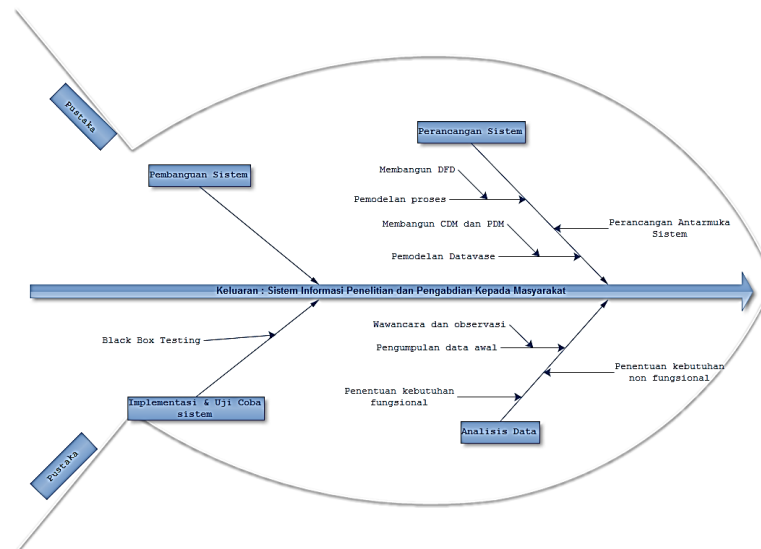 Pustaka
Perancangan Sistem
Pembanguan Sistem
Membangun DFD
Pemodelan proses
Membangun CDM dan PDM
Perancangan Antarmuka
Sistem
Pemodelan Datavase
Keluaran : Sistem Informasi Penelitian dan Pengabdian Kepada Masyarakat
Wawancara dan observasi
Black Box Testing
Pengumpulan data awal
Penentuan kebutuhan
non fungsional
Penentuan kebutuhan
fungsional
Implementasi & Uji Coba
sistem
Analisis Data
Pustaka